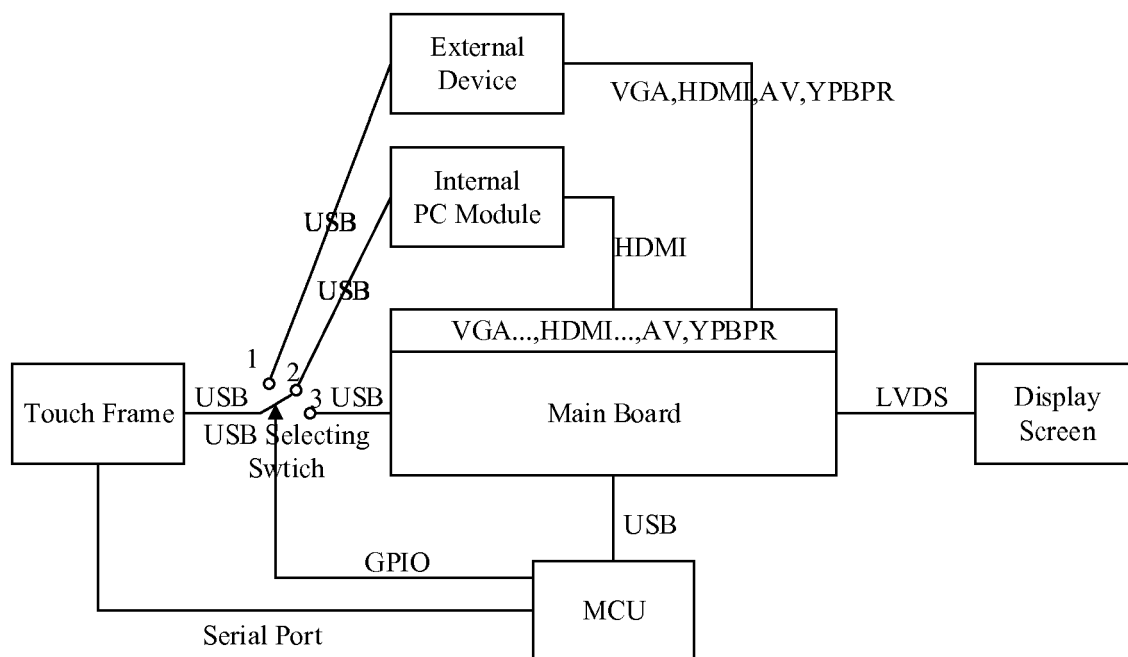 External
Device
VGA,HDMI,AV,YPBPR
Internal
PC Module
USB
USB
HDMI
VGA...,HDMI...,AV,YPBPR
1
2
3
USB
USB
Touch Frame
USB Selecting
Swtich
Main Board
LVDS
Display
Screen
USB
GPIO
MCU
Serial Port